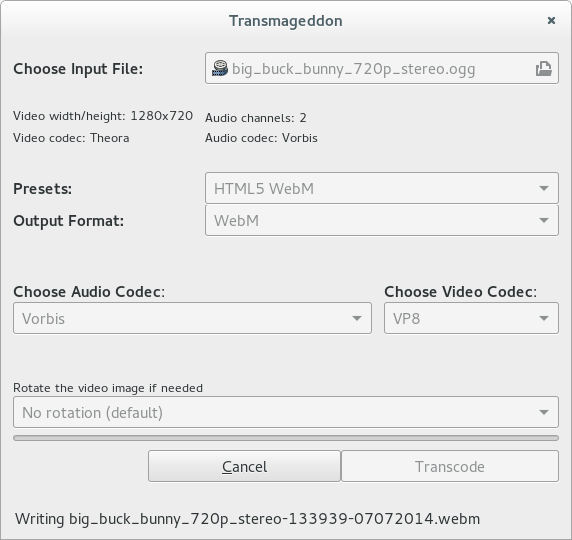 Transmageddon
Choose Input File:
big_buck_bunny_720p_stereo.ogg
Video width/height: 1280x720
Audio channels: 2
Video codec: Theora
Audio codec: Vorbis
Presets:
HTML5 WebM
Output Format:
WebM
Choose Audio Codec:
Choose Video Codec:
Vorbis
VP8
Rotate the video image if needed
No rotation (default)
Cancel
Transcode
Writing big_buck_bunny_720p_stereo-133939-07072014.webm